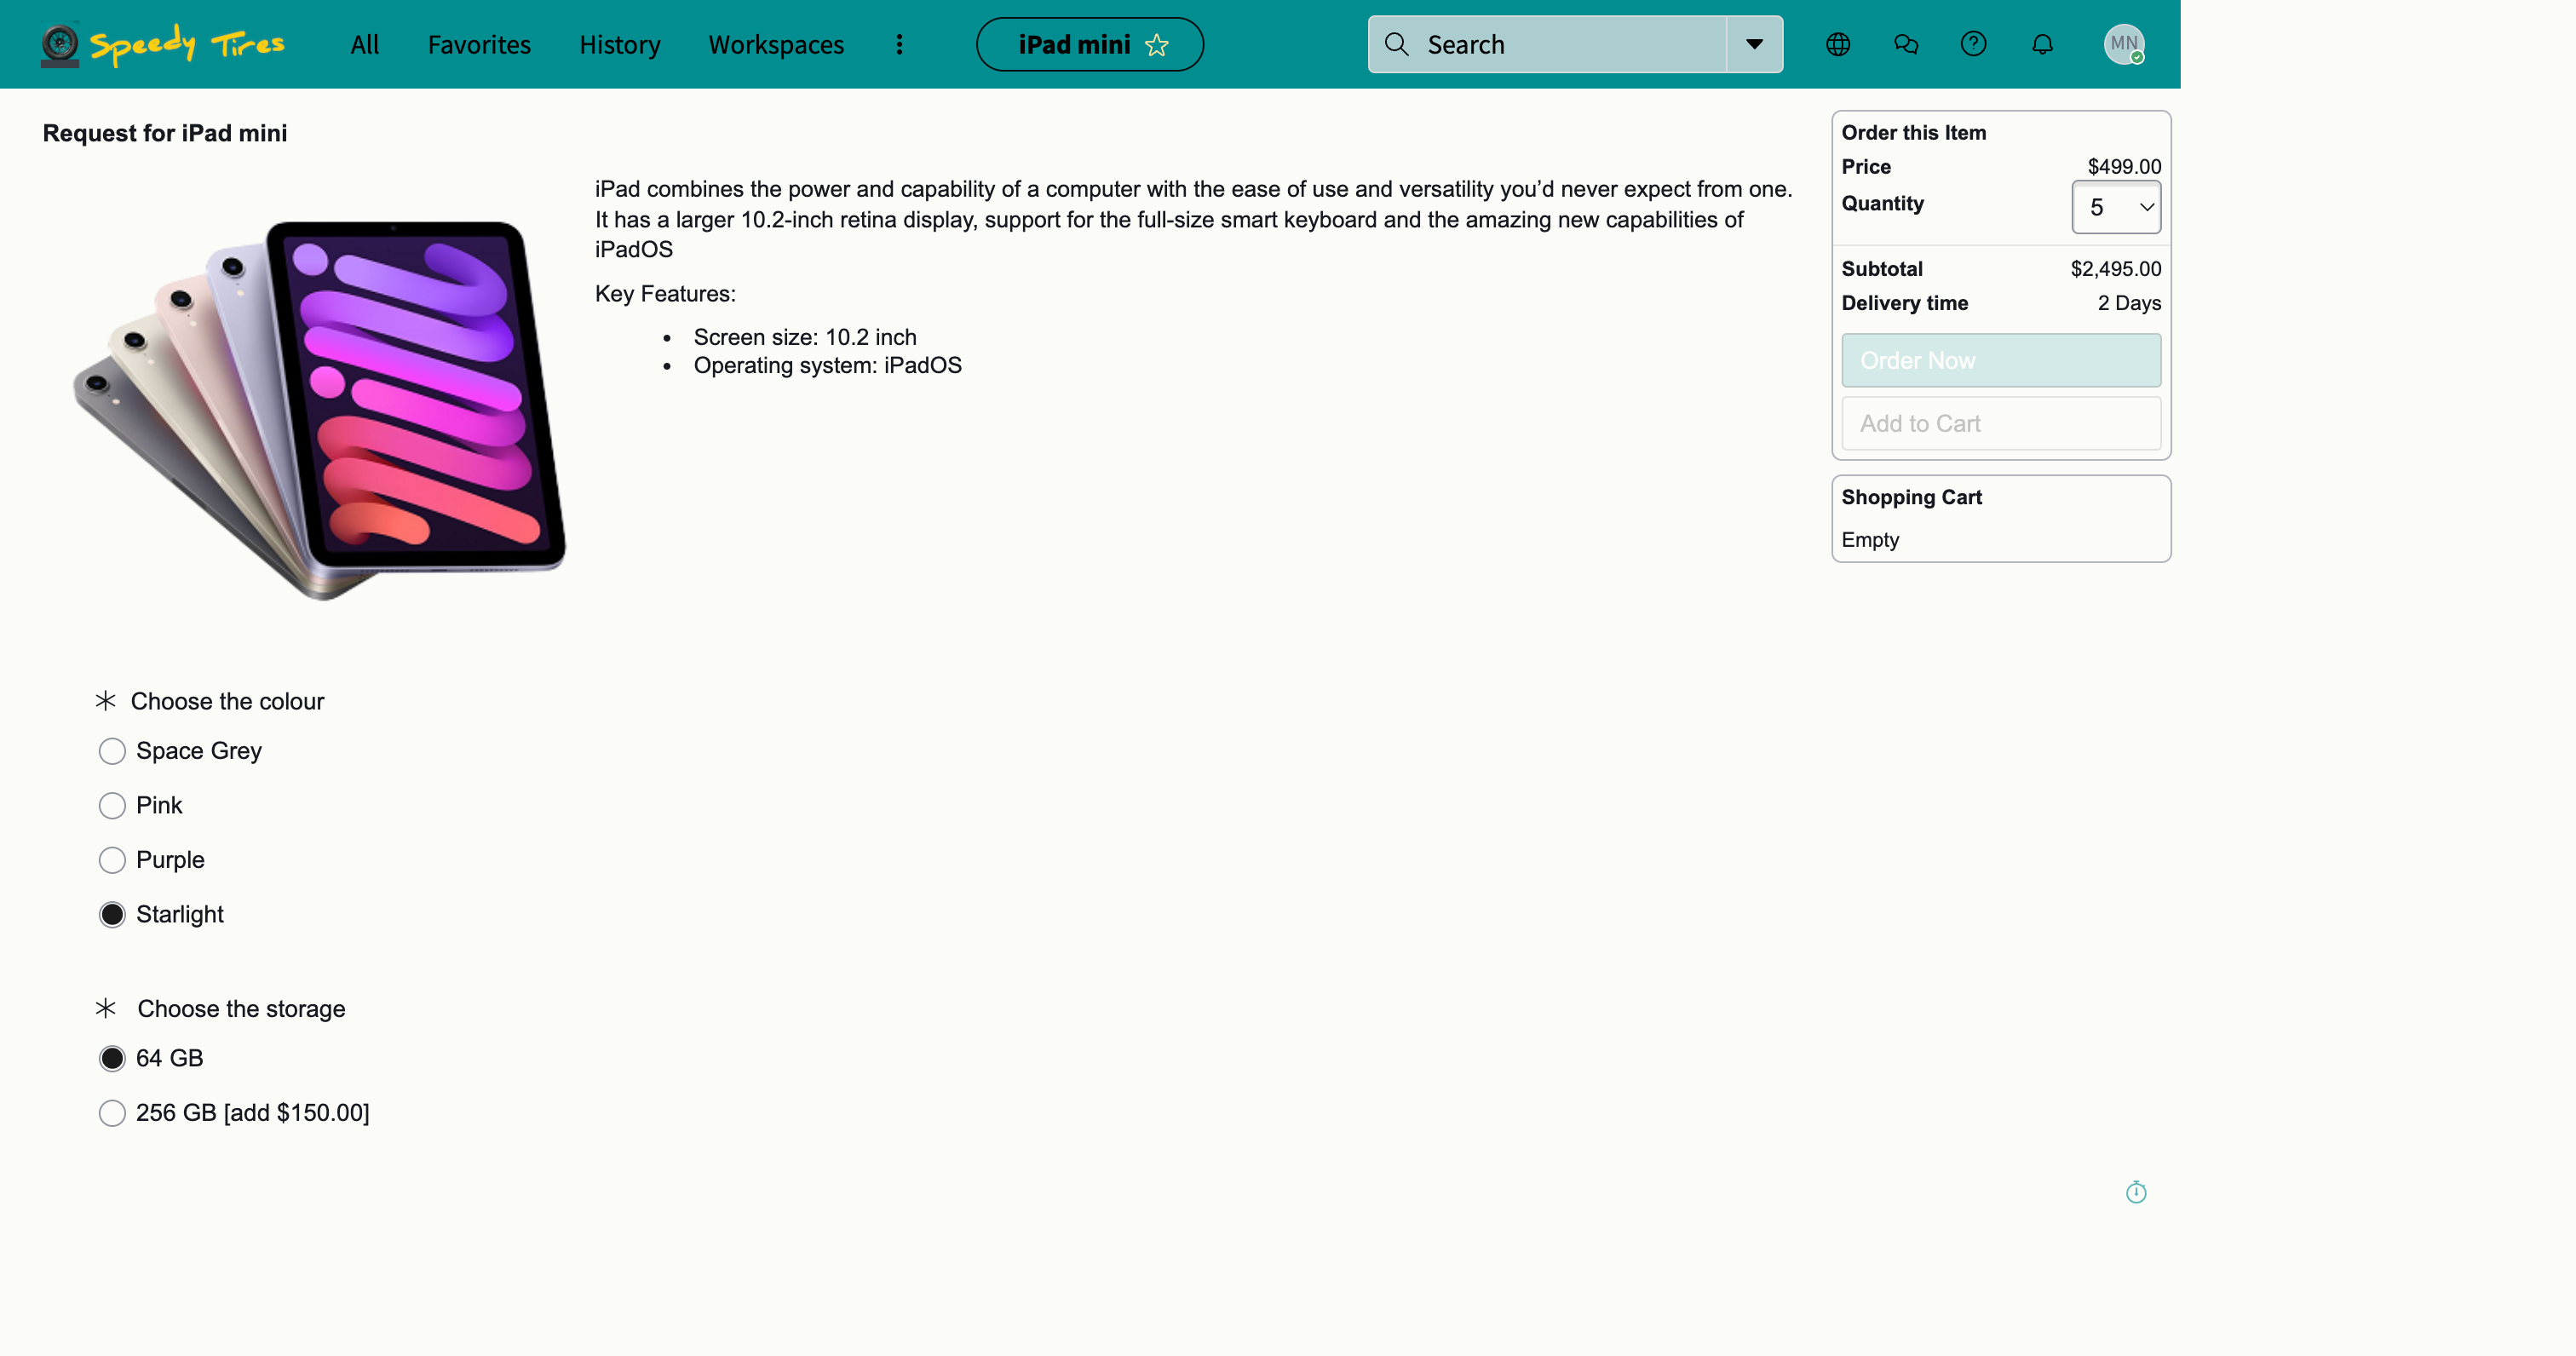 Speedy Tires
All Favorites History Workspaces iPad mini Search MN
Request for iPad mini
iPad combines the power and capability of a computer with the ease of use and versatility you’d never expect from one.
It has a larger 10.2-inch retina display, support for the full-size smart keyboard and the amazing new capabilities of
iPadOS
Key Features:
• Screen size: 10.2 inch
• Operating system: iPadOS
Order this Item
Price $499.00
Quantity 5
Subtotal $2,495.00
Delivery time 2 Days
Order Now
Add to Cart
Shopping Cart
Empty
Choose the colour
Space Grey
Pink
Purple
Starlight
Choose the storage
64 GB
256 GB [add $150.00]